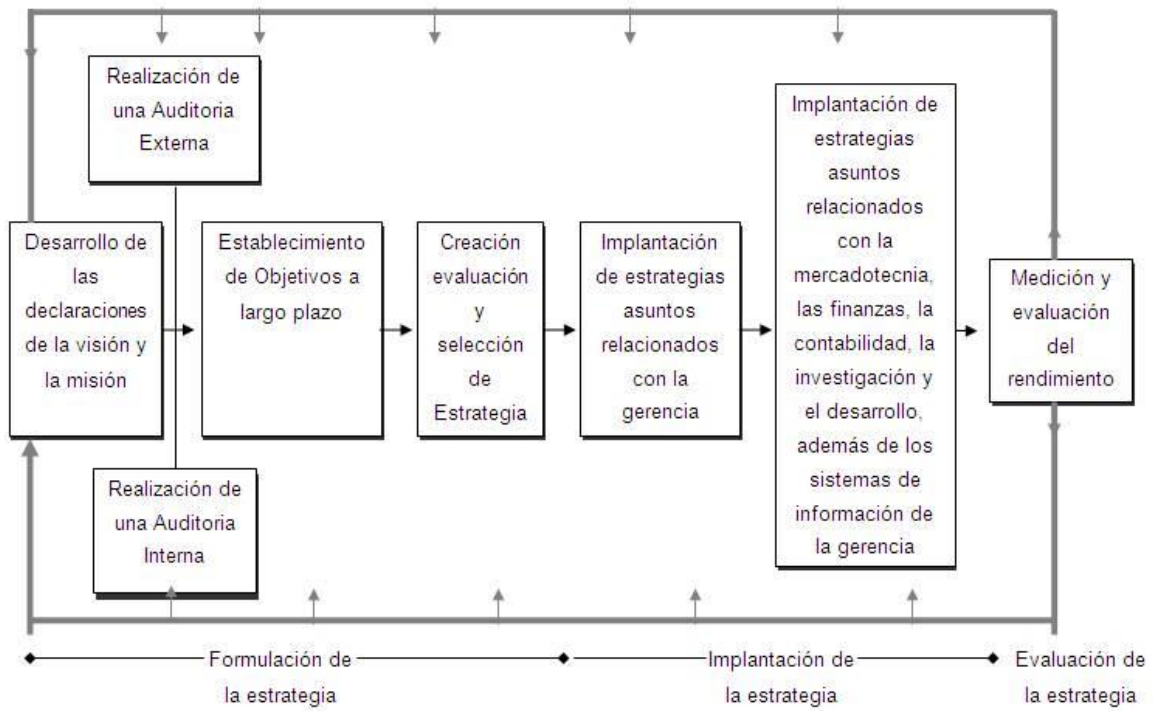 Realización de
una Auditoria
Externa
Desarrollo de
las
declaraciones
de la visión y
la misión
Realización de
una Auditoria
Interna
Establecimiento
de Objetivos a
largo plazo
Creación
evaluación
y
selección
de
Estrategia
Implantación
de estrategias
asuntos
relacionados
con la
gerencia
Implantación de
estrategias
asuntos
relacionados
con la
mercadotecnia,
las finanzas, la
contabilidad, la
investigación y
el desarrollo,
además de los
sistemas de
información de
la gerencia
Medición y
evaluación
del
rendimiento
Formulación de
la estrategia
Implantación de
la estrategia
Evaluación de
la estrategia